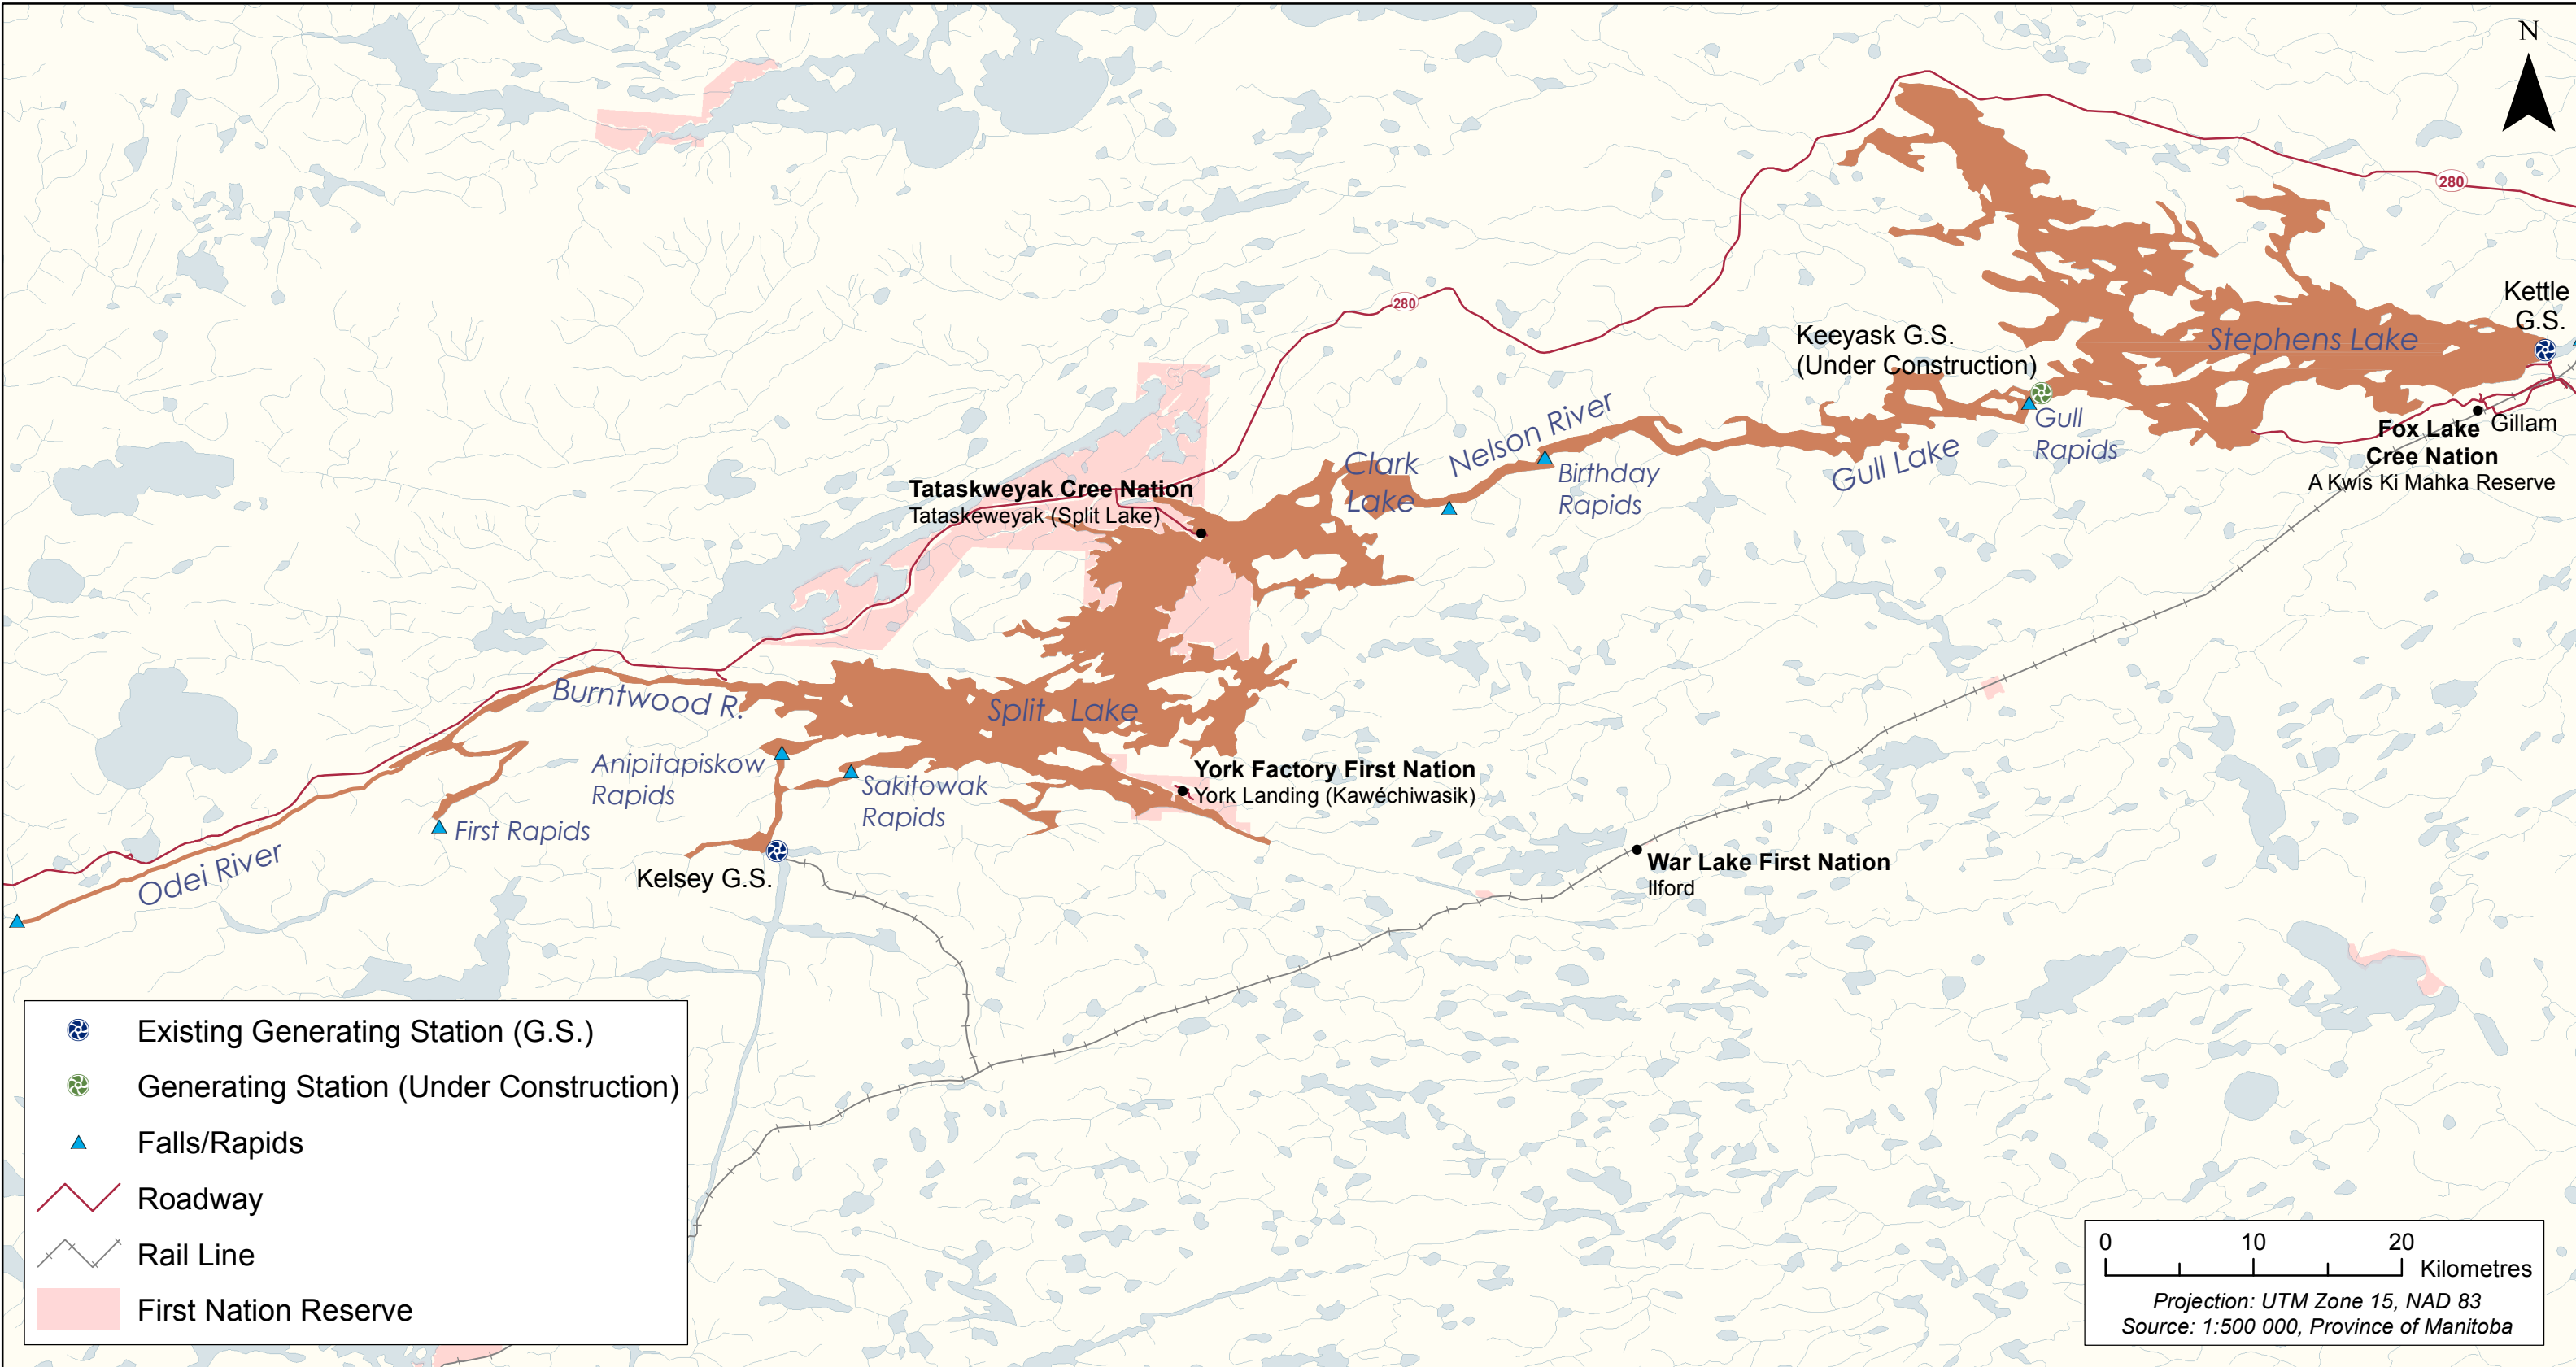 N
280
280
Kettle
G.S.
Keeyask G.S.
(Under Construction)
Stephens Lake
Gull
Rapids
Gillam
Fox Lake
Cree Nation
A Kwis Ki Mahka Reserve
Nelson River
Gull Lake
Birthday
Rapids
Clark
Lake
Tataskweyak Cree Nation
Tataskeweyak (Split Lake)
Burntwood R.
Split Lake
Anipitapiskow
Rapids
Sakitowak
Rapids
First Rapids
York Factory First Nation
York Landing (Kawéchiwasik)
Odei River
Kelsey G.S.
War Lake First Nation
Ilford
Existing Generating Station (G.S.)
Generating Station (Under Construction)
Falls/Rapids
Roadway
Rail Line
First Nation Reserve
0 10 20
Kilometres
Projection: UTM Zone 15, NAD 83
Source: 1:500 000, Province of Manitoba